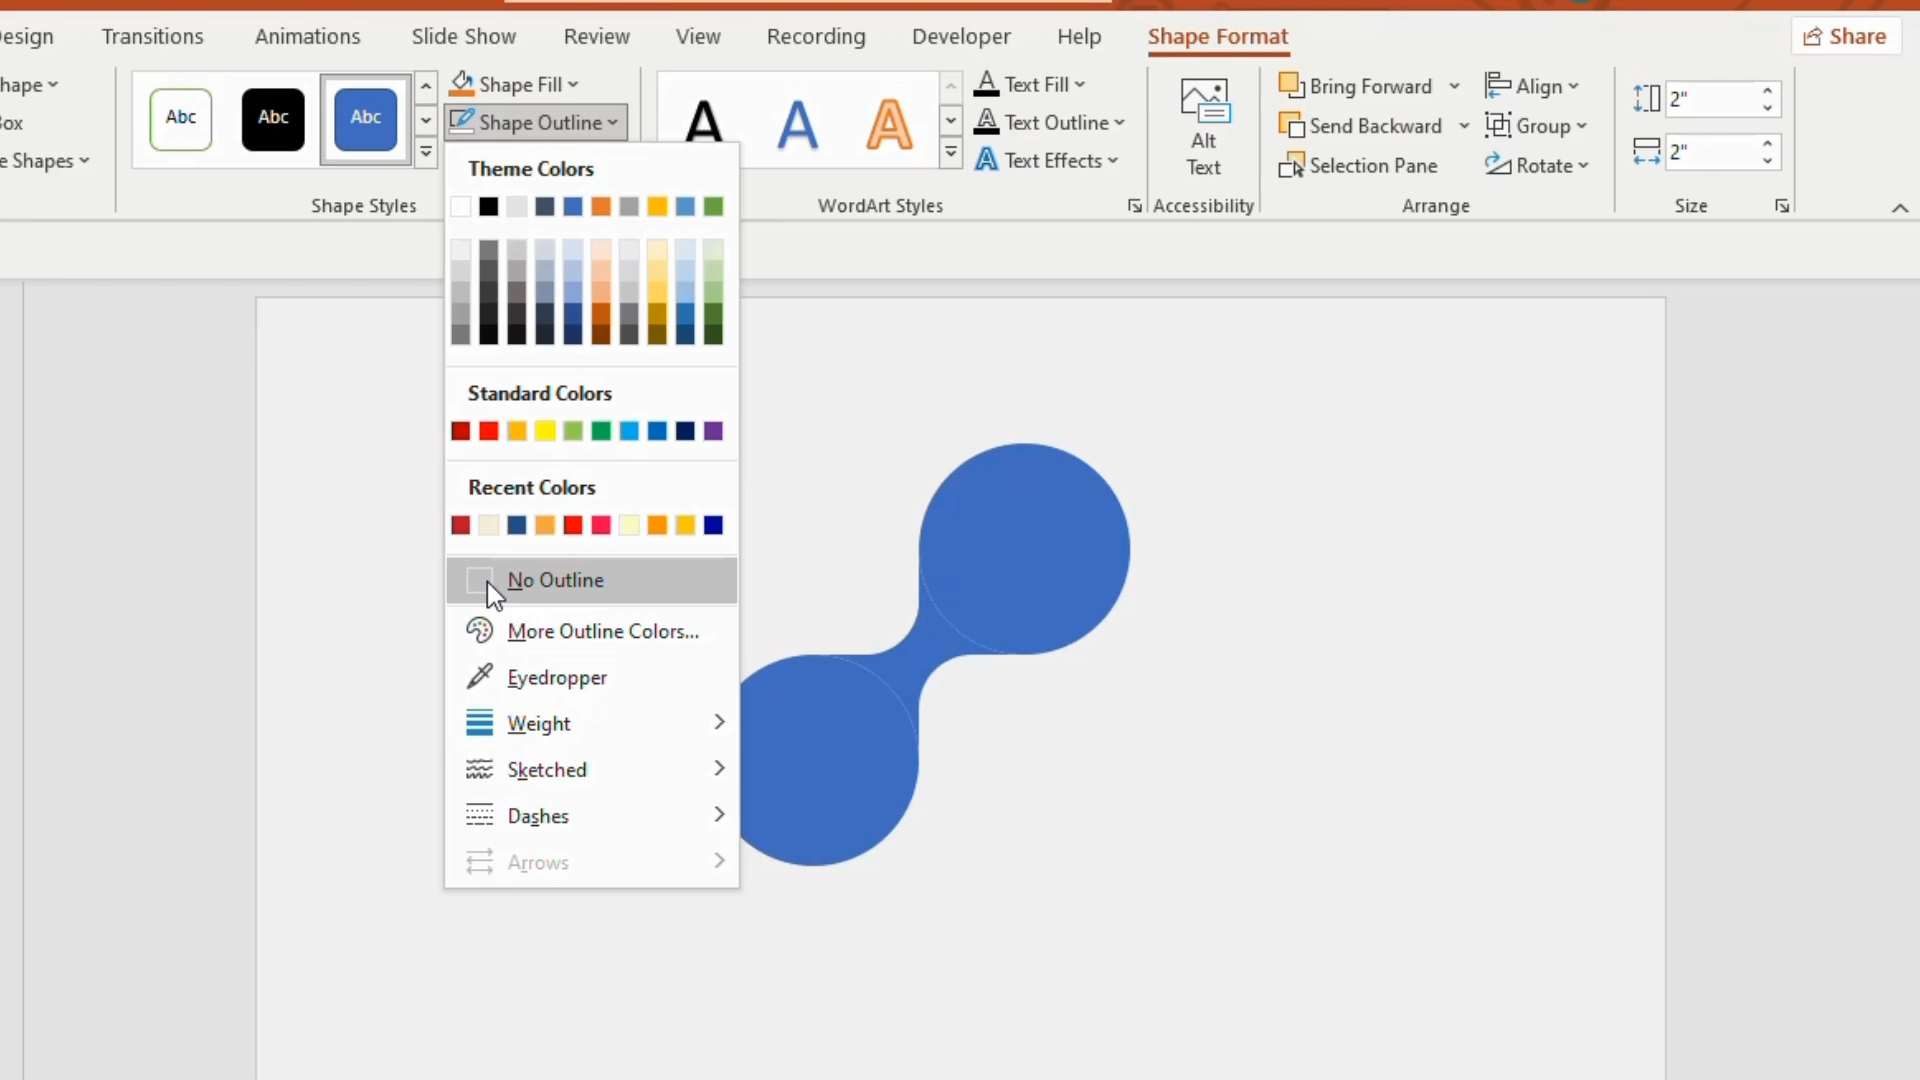 esign Transitions Animations Slide Show Review View Recording Developer Help Shape Format Share
hape
ox
e Shapes
Abc Abc Abc
Shape Styles
Shape Fill
Shape Outline
A A A
WordArt Styles
Text Fill
Text Outline
Text Effects
Alt
Text
Accessibility
Bring Forward
Send Backward
Selection Pane
Align
Group
Rotate
Arrange
2"
2"
Size
Theme Colors
Standard Colors
Recent Colors
No Outline
More Outline Colors...
Eyedropper
Weight
Sketched
Dashes
Arrows